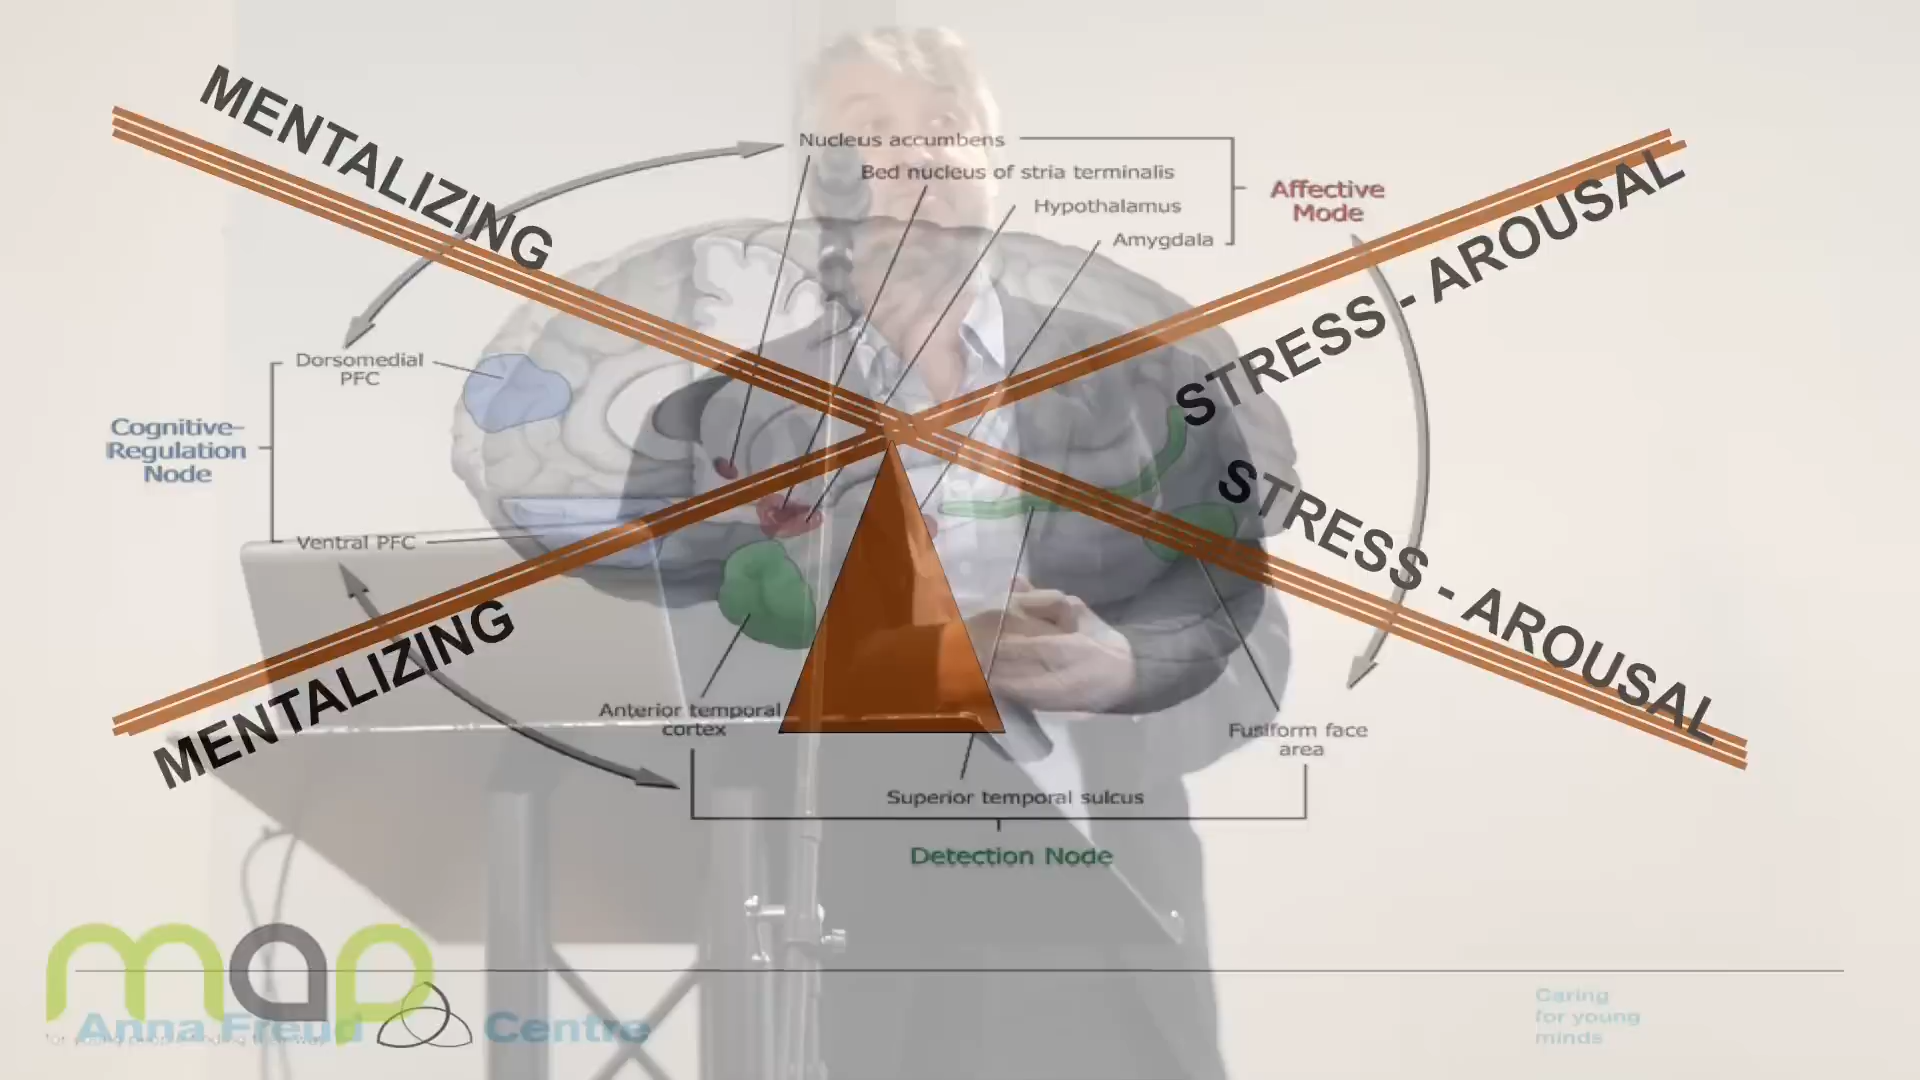 MENTALIZING
Nucleus accumbens
Bed nucleus of stria terminalis
Hypothalamus
Amygdala
Affective
Mode
STRESS - AROUSAL
Dorsomedial
PFC
Cognitive-
Regulation
Node
STRESS - AROUSAL
Ventral PFC
MENTALIZING
Anterior temporal
cortex
Fusiform face
area
Superior temporal sulcus
Detection Node
map
Anna Freud Centre
Caring
for young
minds